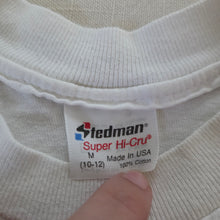 Stedman®
Super Hi-Cru®
M Made in USA
(10-12) 100% Cotton